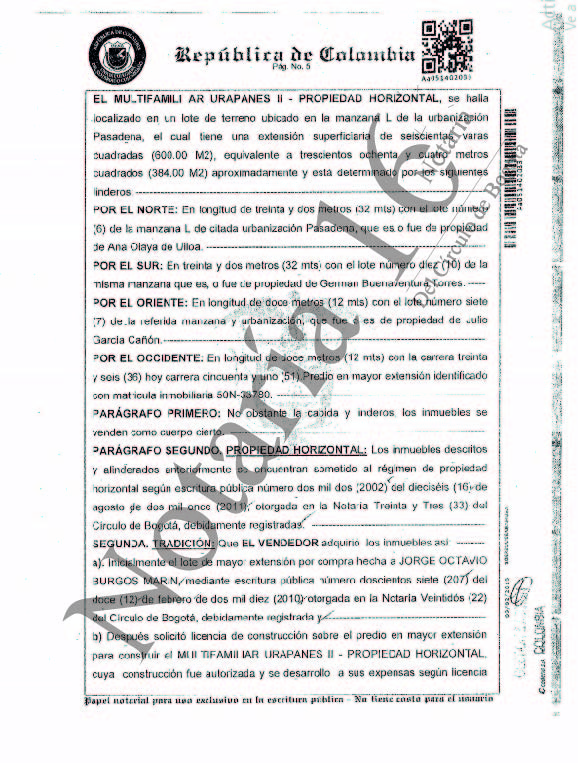 República de Colombia
Pág. No. 5
Aa051402083
EL MULTIFAMILI AR URAPANES II - PROPIEDAD HORIZONTAL, se halla
localizado en un lote de terreno ubicado en la manzana L de la urbanización
Pasadena, el cual tiene una extensión superficiaria de seiscientas varas
cuadradas (600.00 M2), equivalente a trescientos ochenta y cuatro metros
cuadrados (384.00 M2) aproximadamente y está determinado por los siguientes
linderos
POR EL NORTE: En longitud de treinta y dos metros (32 mts) con el lote número
(6) de la manzana L de citada urbanización Pasadena, que es o fue de propiedad
de Ana Olaya de Ulloa.
POR EL SUR: En treinta y dos metros (32 mts) con el lote número diez (10) de la
misma manzana que es, o fue de propiedad de German Buenaventura Torres.
POR EL ORIENTE: En longitud de doce metros (12 mts) con el lote número siete
(7) de la referida manzana y urbanización, que fue o es de propiedad de Julio
García Cañón.
POR EL OCCIDENTE: En longitud de doce metros (12 mts) con la carrera treinta
y seis (36) hoy carrera cincuenta y uno (51) Predio en mayor extensión identificado
con matrícula inmobiliaria 50N-33780.
PARÁGRAFO PRIMERO: No obstante la cabida y linderos, los inmuebles se
venden como cuerpo cierto.
PARÁGRAFO SEGUNDO. PROPIEDAD HORIZONTAL: Los inmuebles descritos
y alinderados anteriormente se encuentran sometido al régimen de propiedad
horizontal según escritura pública número dos mil dos (2002) del dieciséis (16) de
agosto de dos mil once (2011), otorgada en la Notaría Treinta y Tres (33) del
Círculo de Bogotá, debidamente registradas.
SEGUNDA. TRADICIÓN: Que EL VENDEDOR adquirió los inmuebles así:
a). Inicialmente el lote de mayor extensión por compra hecha a JORGE OCTAVIO
BURGOS MARIN, mediante escritura pública número doscientos siete (207) del
doce (12) de febrero de dos mil diez (2010) otorgada en la Notaría Veintidós (22)
del Círculo de Bogotá, debidamente registrada y
b) Después solicitó licencia de construcción sobre el predio en mayor extensión
para construir el MULTIFAMILIAR URAPANES II - PROPIEDAD HORIZONTAL,
cuya construcción fue autorizada y se desarrollo a sus expensas según licencia
Papel notarial para uso exclusivo en la escritura pública - No tiene costo para el usuario
Notaría 16
Notaría
Del Círculo de Bogotá
COLOMBIA